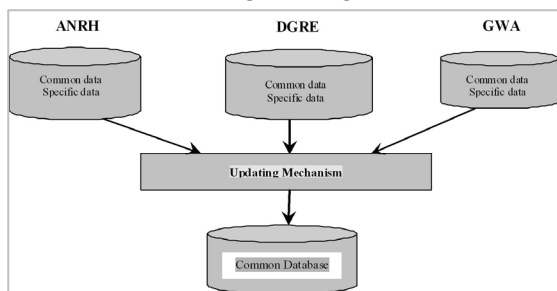 ANRH DGRE GWA
Common data
Specific data
Common data
Specific data
Common data
Specific data
Updating Mechanism
Common Database